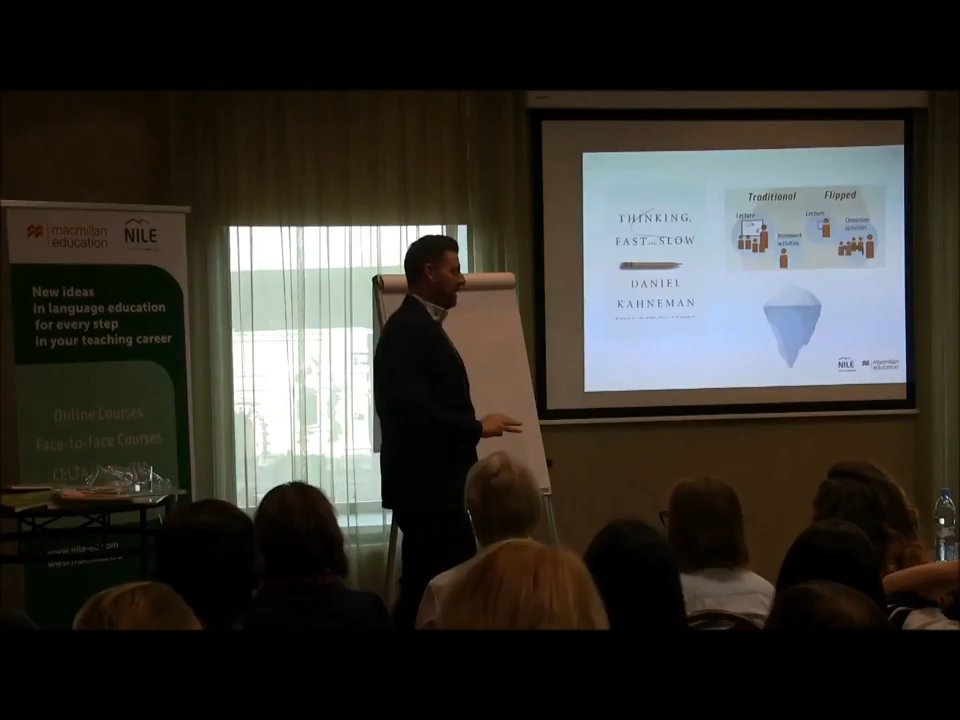 macmillan
education
NILE
New ideas
in language education
for every step
in your teaching career
Online Courses
Face-to-Face Courses
THINKING,
FAST AND SLOW
DANIEL
KAHNEMAN
Traditional
Flipped
Lecture
Homework
activities
Lecture
Classroom
activities
NILE
macmillan
education